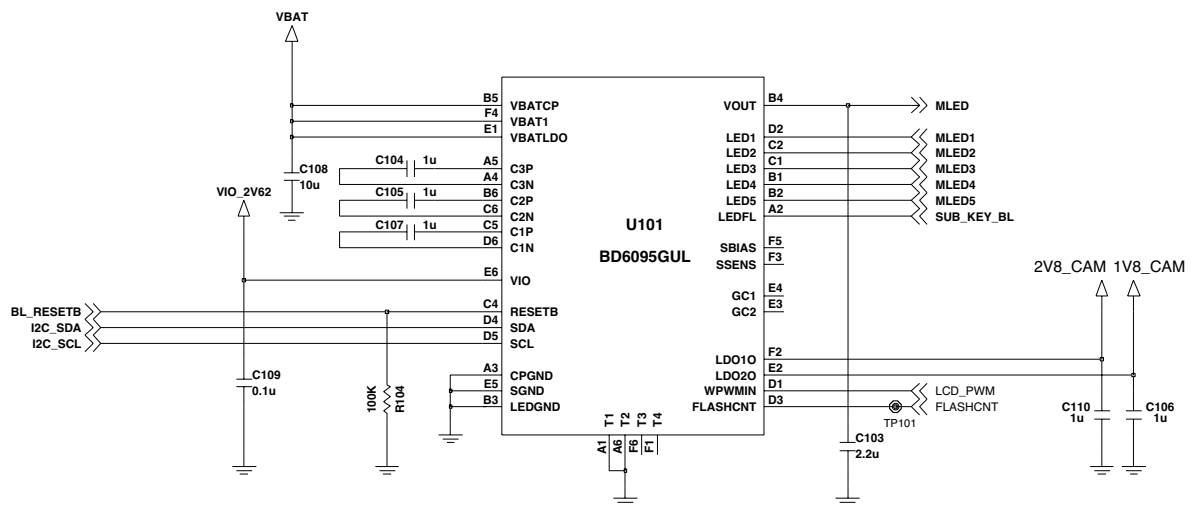 VBAT
B5 VBATCP
F4 VBAT1
E1 VBATLDO
C108
10u
C104 1u A5 C3P
A4 C3N
C105 1u B6 C2P
C6 C2N
C107 1u C5 C1P
D6 C1N
VIO_2V62
E6 VIO
BL_RESETB C4 RESETB
I2C_SDA D4 SDA
I2C_SCL D5 SCL
C109
0.1u
100K
R104
A3 CPGND
E5 SGND
B3 LEDGND
U101
BD6095GUL
T1 T2 T3 T4
A1 A6 F6 F1
VOUT B4 MLED
LED1 D2 MLED1
LED2 C2 MLED2
LED3 C1 MLED3
LED4 B1 MLED4
LED5 B2 MLED5
LEDFL A2 SUB_KEY_BL
SBIAS F5
SSENS F3
GC1 E4
GC2 E3
2V8_CAM 1V8_CAM
LDO1O F2
LDO2O E2
WPWMIN D1 LCD_PWM
FLASHCNT D3 FLASHCNT
TP101
C103
2.2u
C110
1u
C106
1u